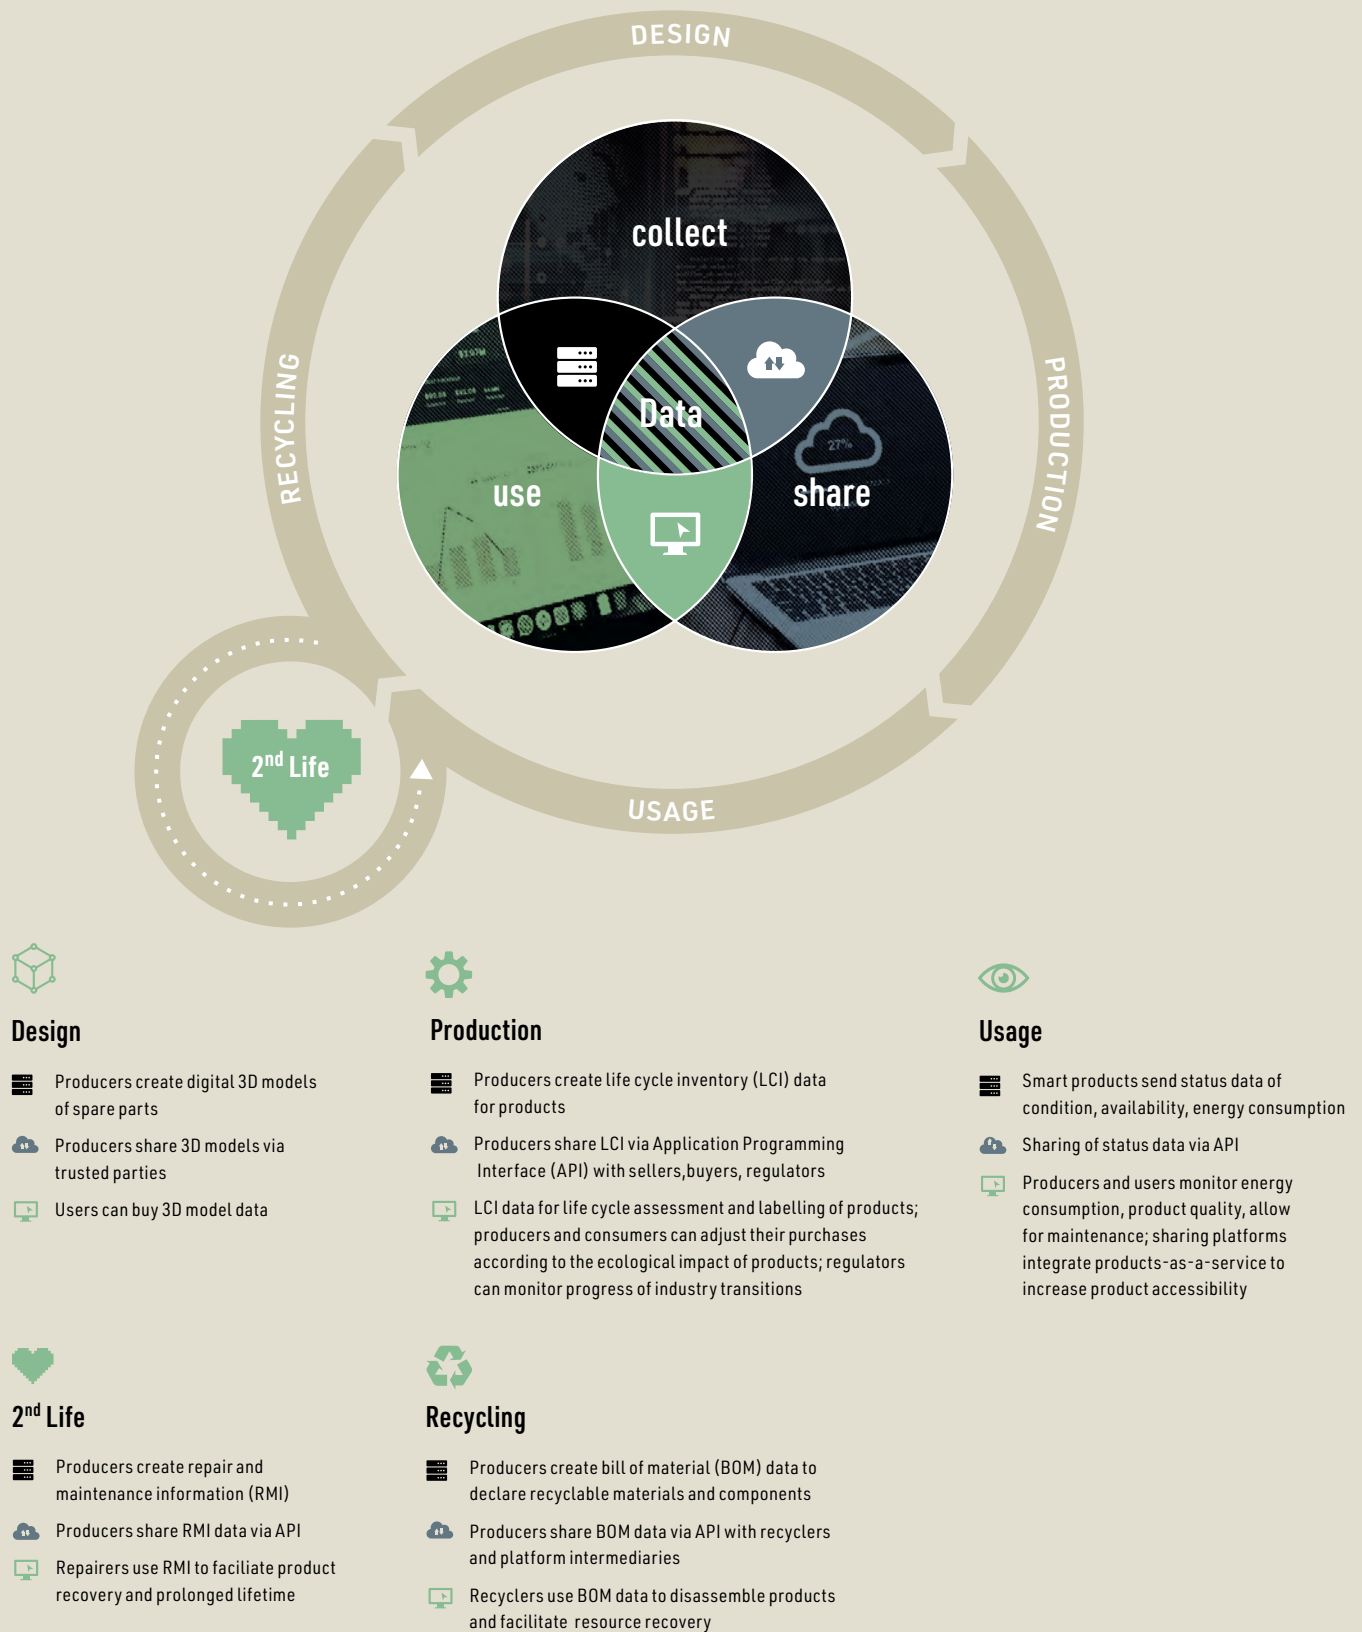 DESIGN
collect
RECYCLING
PRODUCTION
Data
27%
use
share
2nd Life
USAGE
Design
Producers create digital 3D models
of spare parts
Producers share 3D models via
trusted parties
Users can buy 3D model data
Production
Producers create life cycle inventory (LCI) data
for products
Producers share LCI via Application Programming
Interface (API) with sellers,buyers, regulators
LCI data for life cycle assessment and labelling of products;
producers and consumers can adjust their purchases
according to the ecological impact of products; regulators
can monitor progress of industry transitions
Usage
Smart products send status data of
condition, availability, energy consumption
Sharing of status data via API
Producers and users monitor energy
consumption, product quality, allow
for maintenance; sharing platforms
integrate products-as-a-service to
increase product accessibility
2nd Life
Producers create repair and
maintenance information (RMI)
Producers share RMI data via API
Repairers use RMI to faciliate product
recovery and prolonged lifetime
Recycling
Producers create bill of material (BOM) data to
declare recyclable materials and components
Producers share BOM data via API with recyclers
and platform intermediaries
Recyclers use BOM data to disassemble products
and facilitate resource recovery